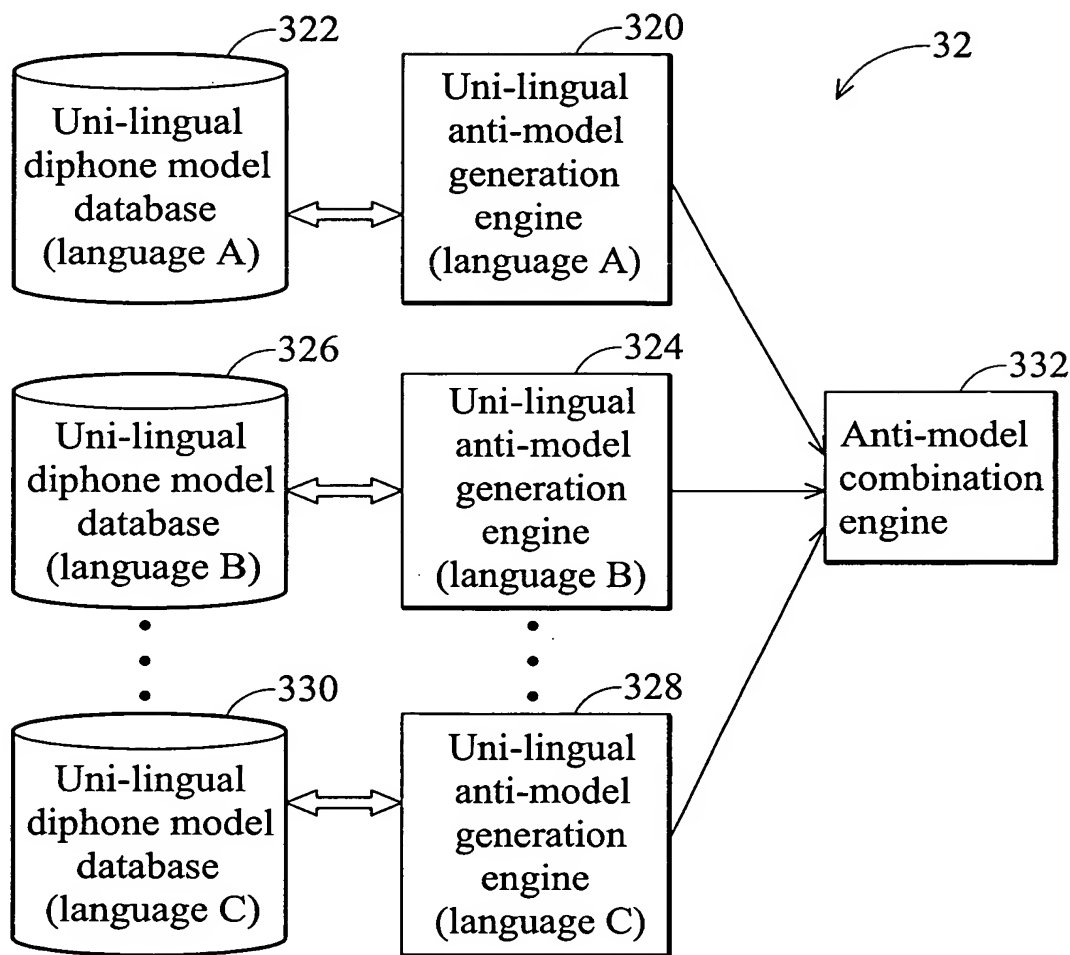 322
320
32
Uni-lingual
diphone model
database
(language A)
Uni-lingual
anti-model
generation
engine
(language A)
326
324
332
Uni-lingual
diphone model
database
(language B)
Uni-lingual
anti-model
generation
engine
(language B)
Anti-model
combination
engine
330
328
Uni-lingual
diphone model
database
(language C)
Uni-lingual
anti-model
generation
engine
(language C)